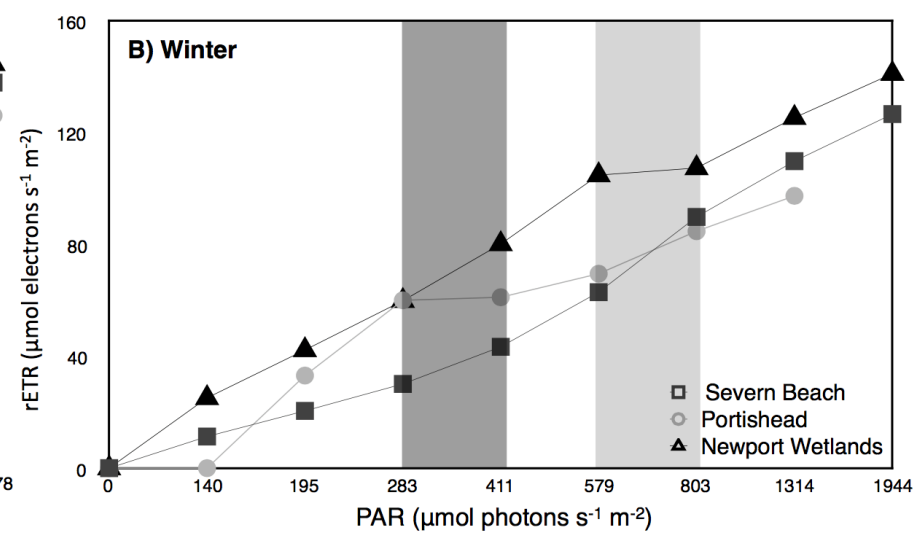 B) Winter
160
120
80
40
0
rETR (µmol electrons s-1 m-2)
78
0 140 195 283 411 579 803 1314 1944
PAR (µmol photons s-1 m-2)
Severn Beach
Portishead
Newport Wetlands